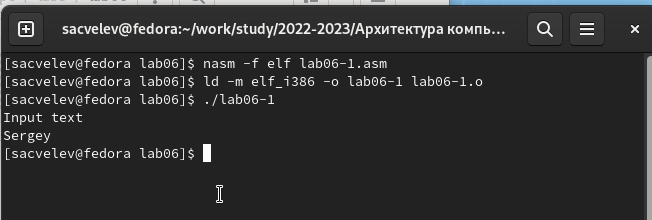 sacvelev@fedora:~/work/study/2022-2023/Архитектура компь…
[sacvelev@fedora lab06]$ nasm -f elf lab06-1.asm
[sacvelev@fedora lab06]$ ld -m elf_i386 -o lab06-1 lab06-1.o
[sacvelev@fedora lab06]$ ./lab06-1
Input text
Sergey
[sacvelev@fedora lab06]$